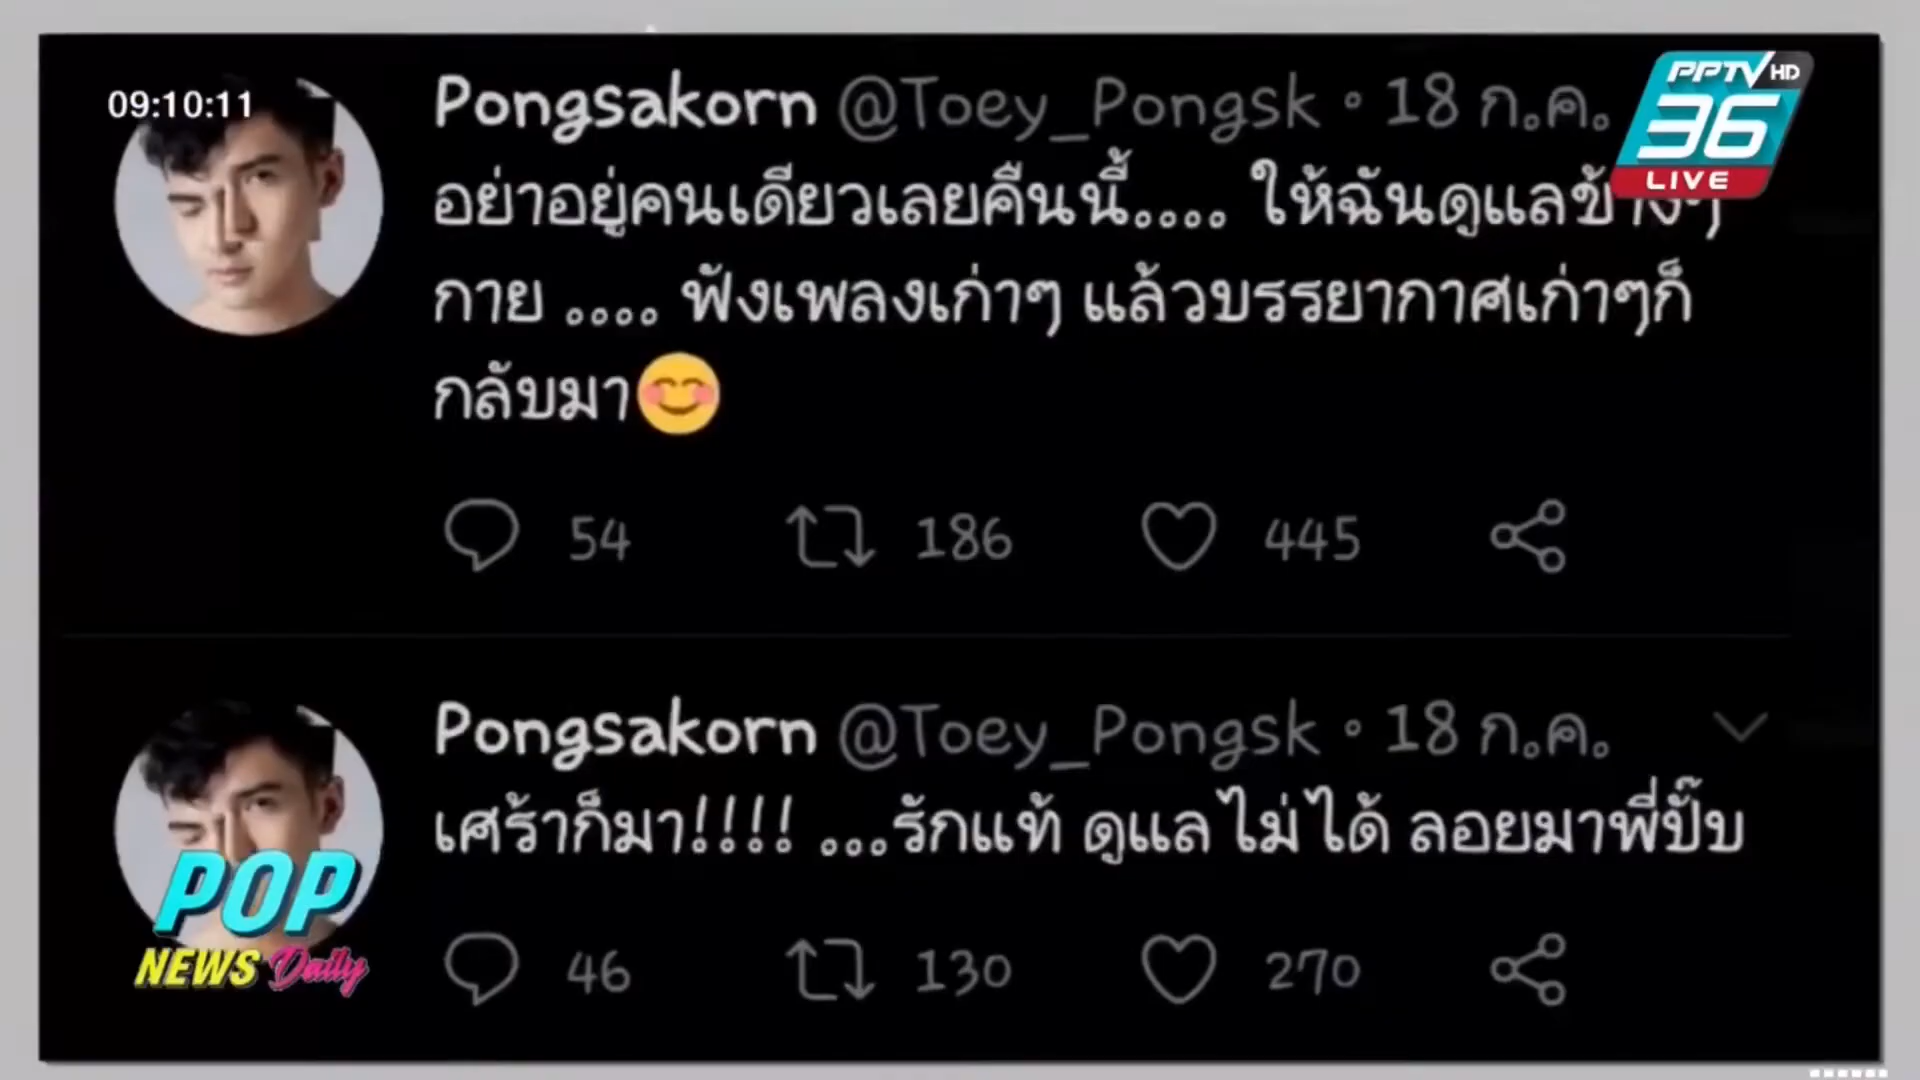 09:10:11
PPTV HD
36
LIVE
Pongsakorn @Toey_Pongsk • 18 ก.ค.
อย่าอยู่คนเดียวเลยคืนนี้.... ให้ฉันดูแลข้างๆ
กาย .... ฟังเพลงเก่าๆ แล้วบรรยากาศเก่าๆก็
กลับมา😊
54 186 445
Pongsakorn @Toey_Pongsk • 18 ก.ค.
เศร้าก็มา!!!! ...รักแท้ ดูแลไม่ได้ ลอยมาพี่ปั๊บ
46 130 270
POP
NEWS Daily